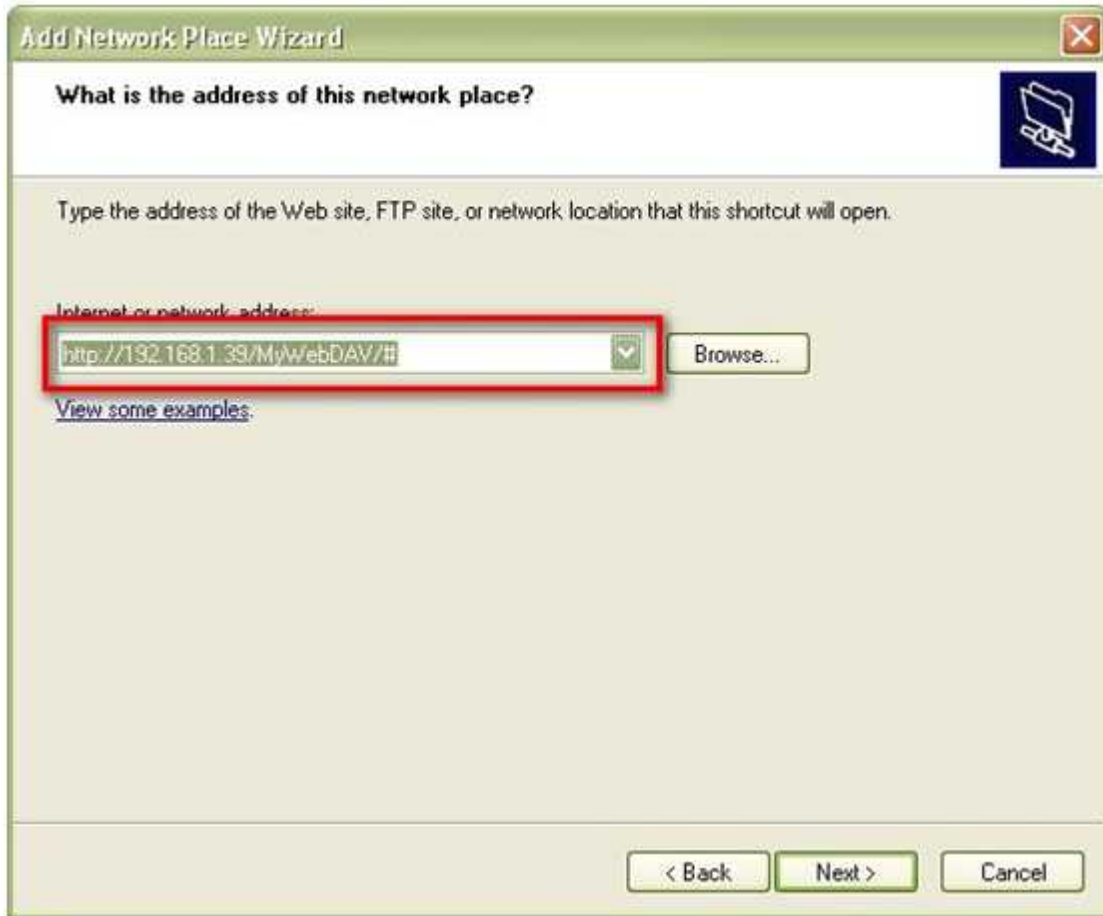 Add Network Place Wizard
What is the address of this network place?
Type the address of the Web site, FTP site, or network location that this shortcut will open.
Internet or network address:
http://192.168.1.39/MyWebDAV/#
Browse...
View some examples.
< Back
Next >
Cancel